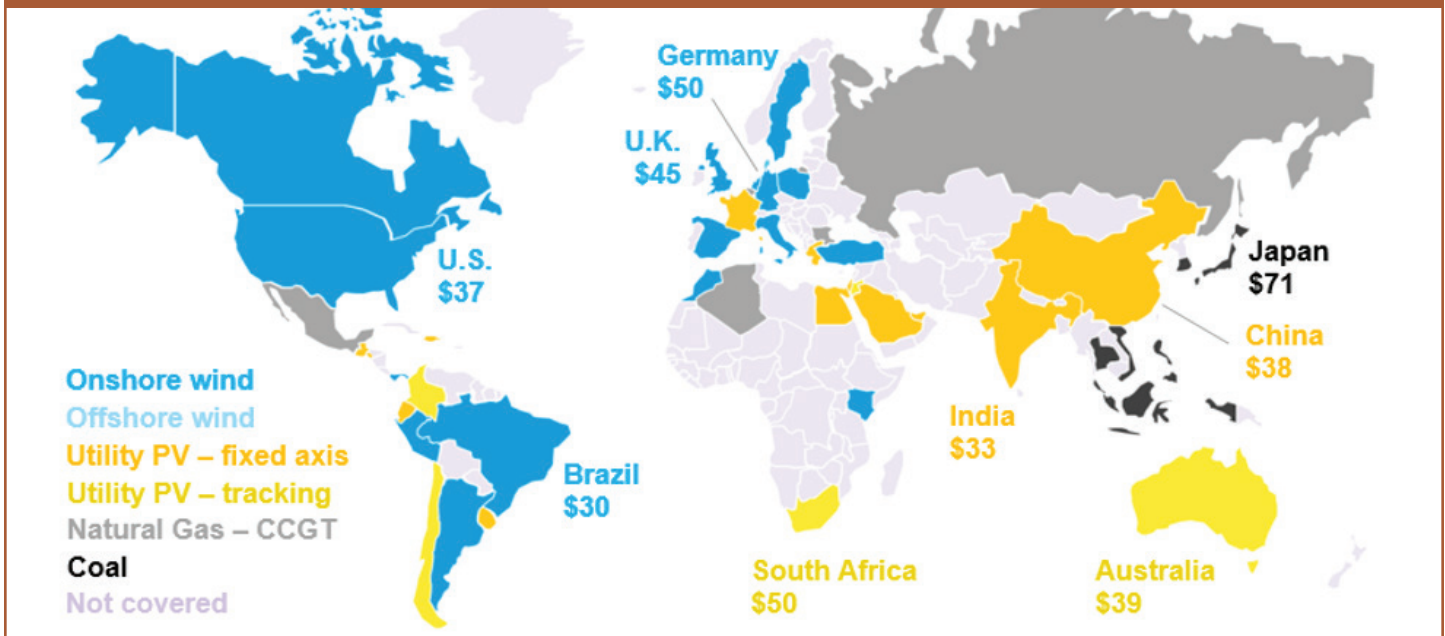 Germany
$50
U.K.
$45
U.S.
$37
Japan
$71
China
$38
India
$33
Brazil
$30
South Africa
$50
Australia
$39
Onshore wind
Offshore wind
Utility PV – fixed axis
Utility PV – tracking
Natural Gas – CCGT
Coal
Not covered